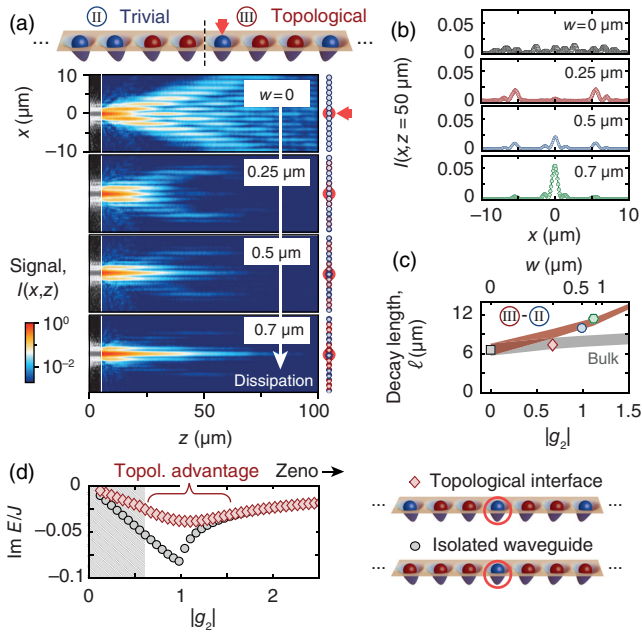 (a) II Trivial III Topological
... ...
10
0
−10
x (μm)
w=0
0.25 μm
0.5 μm
0.7 μm
Dissipation
Signal,
I(x,z)
10⁰
10⁻²
0 50 100
z (μm)
(b)
0.05 w=0 μm
0
0.05 0.25 μm
0
0.05 0.5 μm
0
0.05 0.7 μm
0
I(x,z = 50 μm)
−10 0 10
x (μm)
(c)
w (μm)
0 0.5 1
12 III-II
6 Bulk
0
Decay length,
ℓ (μm)
0 0.5 1 1.5
|g₂|
(d) Topol. advantage Zeno
0
−0.05
−0.1
Im E/J
0 1 2
|g₂|
Topological interface
... ...
Isolated waveguide
... ...